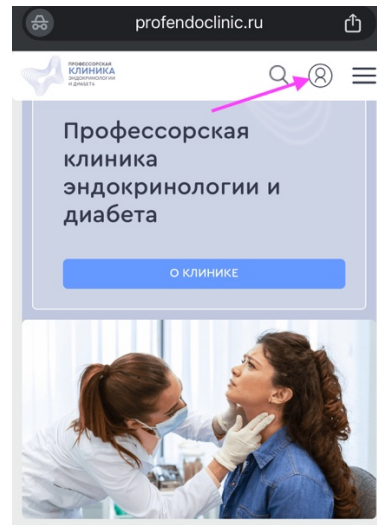 profendoclinic.ru
ПРОФЕССОРСКАЯ
КЛИНИКА
ЭНДОКРИНОЛОГИИ
И ДИАБЕТА
Профессорская
клиника
эндокринологии и
диабета
О КЛИНИКЕ